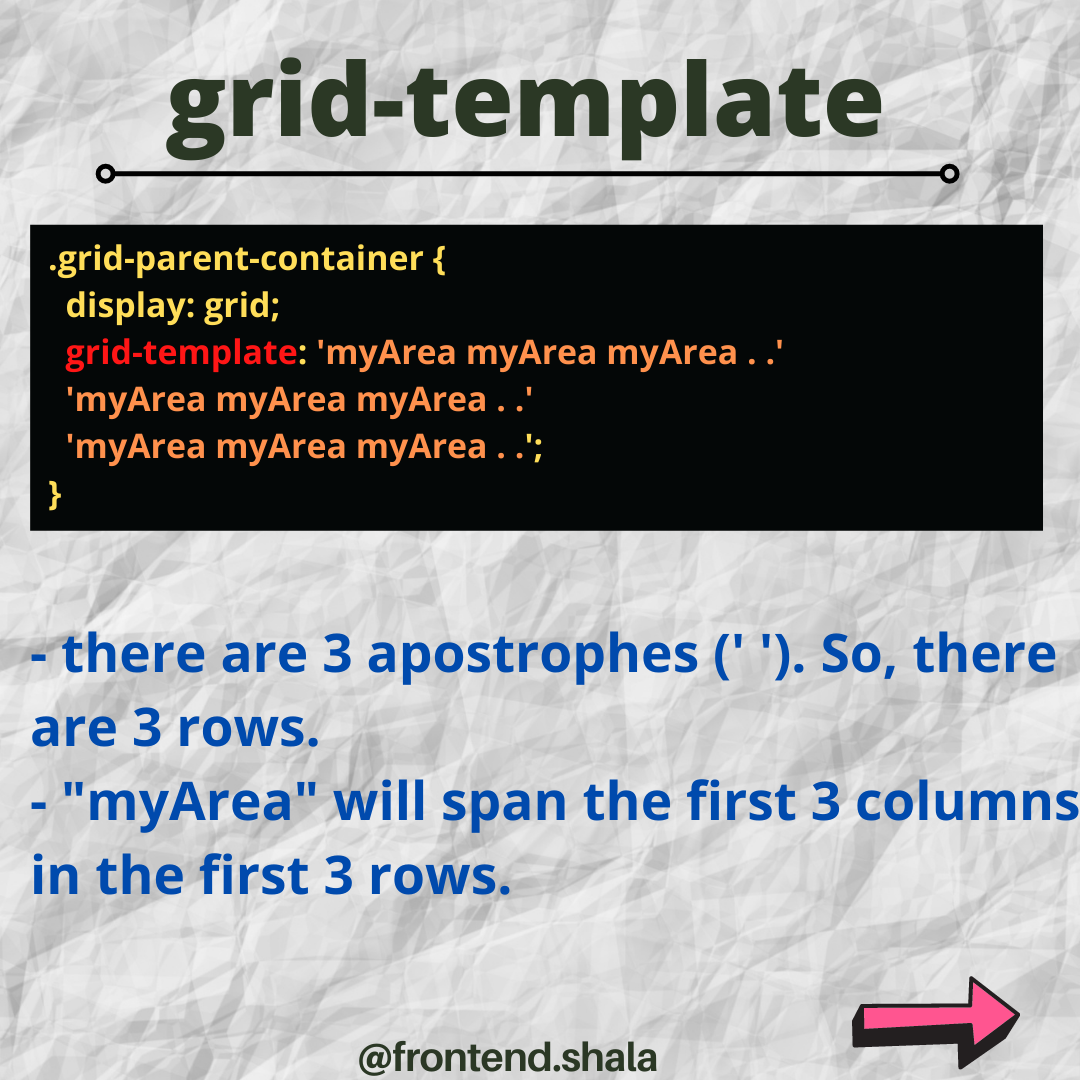 grid-template
.grid-parent-container {
display: grid;
grid-template: 'myArea myArea myArea . .'
'myArea myArea myArea . .'
'myArea myArea myArea . .';
}
- there are 3 apostrophes (' '). So, there
are 3 rows.
- "myArea" will span the first 3 columns
in the first 3 rows.
@frontend.shala